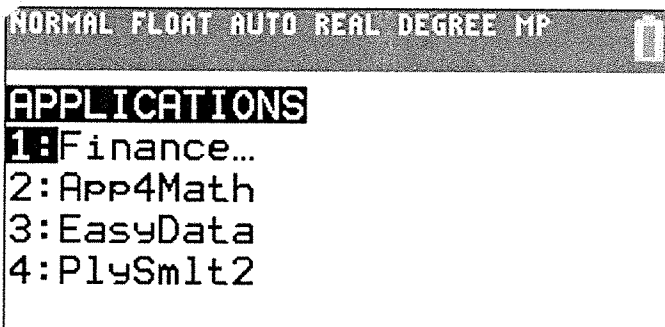 NORMAL FLOAT AUTO REAL DEGREE MP
APPLICATIONS
1:Finance…
2:App4Math
3:EasyData
4:PlySmlt2